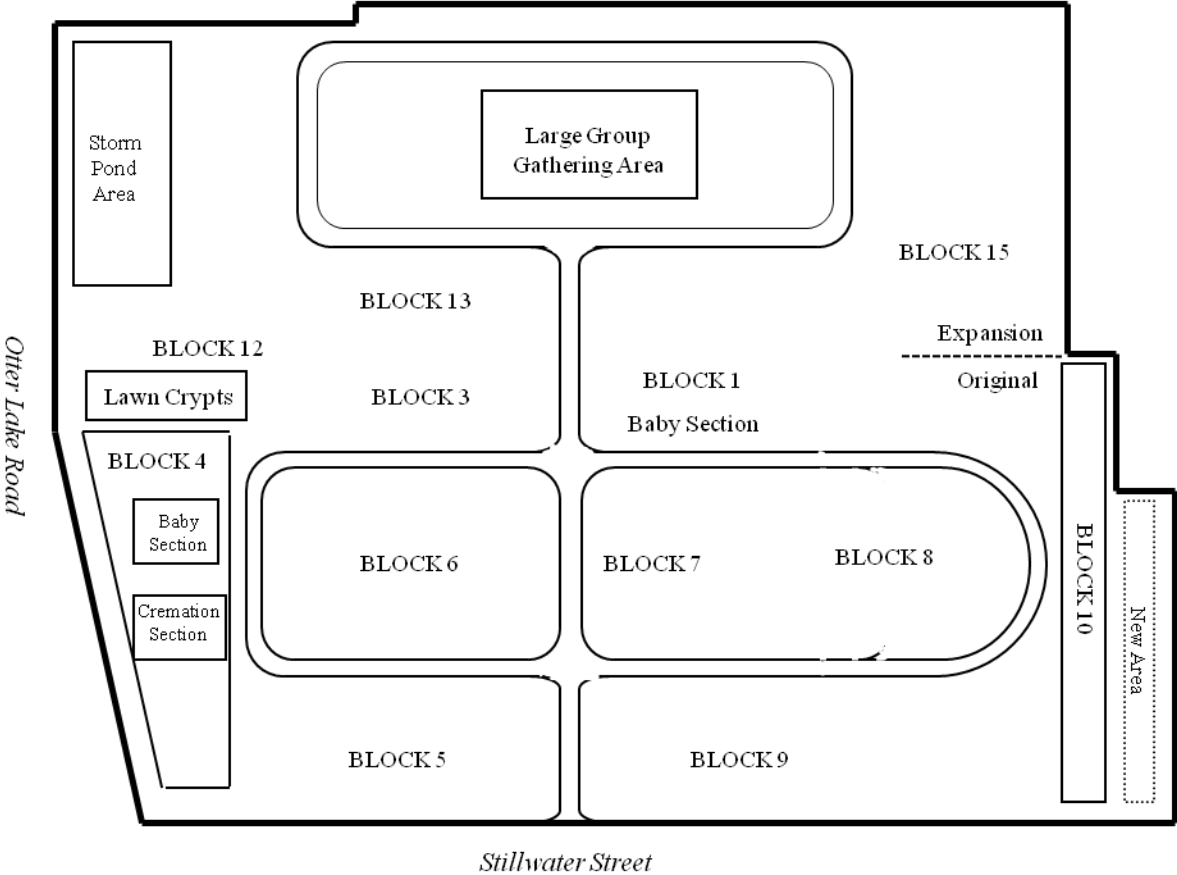 Large Group
Gathering Area
Storm
Pond
Area
BLOCK 15
BLOCK 13
Expansion
BLOCK 12
Original
BLOCK 1
Lawn Crypts
BLOCK 3
Baby Section
Otter Lake Road
BLOCK 4
Baby
Section
BLOCK 6
BLOCK 7
BLOCK 8
BLOCK 10
New Area
Cremation
Section
BLOCK 5
BLOCK 9
Stillwater Street